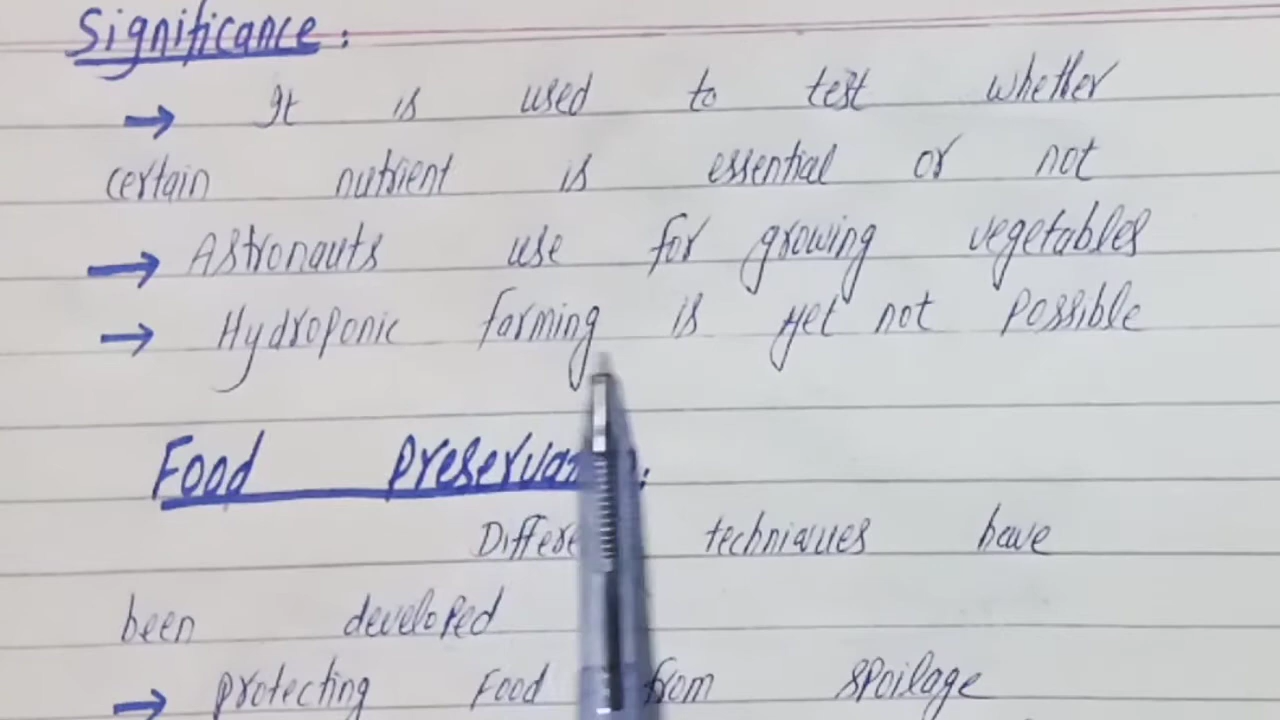 Significance:
→ It is used to test whether
certain nutrient is essential or not
→ Astronauts use for growing vegetables
→ Hydroponic farming is yet not possible
Food
Different techniques have
been developed
→ protecting Food from spoilage